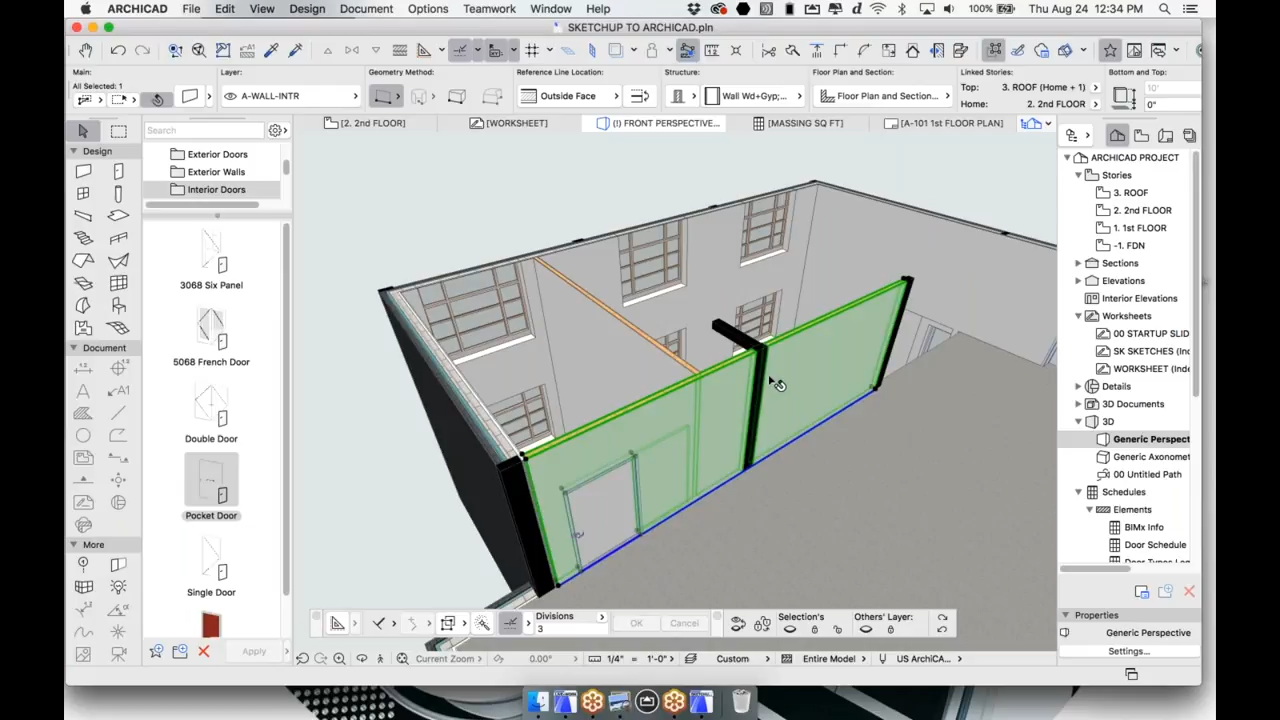 ARCHICAD File Edit View Design Document Options Teamwork Window Help 100% Thu Aug 24 12:34 PM
SKETCHUP TO ARCHICAD.pln
Main:
All Selected: 1
Layer:
A-WALL-INTR
Geometry Method:
Reference Line Location:
Outside Face
Structure:
Wall Wd+Gyp;...
Floor Plan and Section:
Floor Plan and Section...
Linked Stories:
Top: 3. ROOF (Home + 1)
Home: 2. 2nd FLOOR
Bottom and Top:
10'
0"
[2. 2nd FLOOR]
[WORKSHEET]
(!) FRONT PERSPECTIVE...
[MASSING SQ FT]
[A-101 1st FLOOR PLAN]
Design
Document
More
Search
Exterior Doors
Exterior Walls
Interior Doors
3068 Six Panel
5068 French Door
Double Door
Pocket Door
Single Door
Apply
Divisions
3
OK
Cancel
Selection's
Others' Layer:
Current Zoom
0.00°
1/4" = 1'-0"
Custom
Entire Model
US ArchiCA...
ARCHICAD PROJECT
Stories
3. ROOF
2. 2nd FLOOR
1. 1st FLOOR
-1. FDN
Sections
Elevations
Interior Elevations
Worksheets
00 STARTUP SLID
SK SKETCHES (Inc
WORKSHEET (Inde
Details
3D Documents
3D
Generic Perspect
Generic Axonomet
00 Untitled Path
Schedules
Elements
BIMx Info
Door Schedule
Properties
Generic Perspective
Settings...